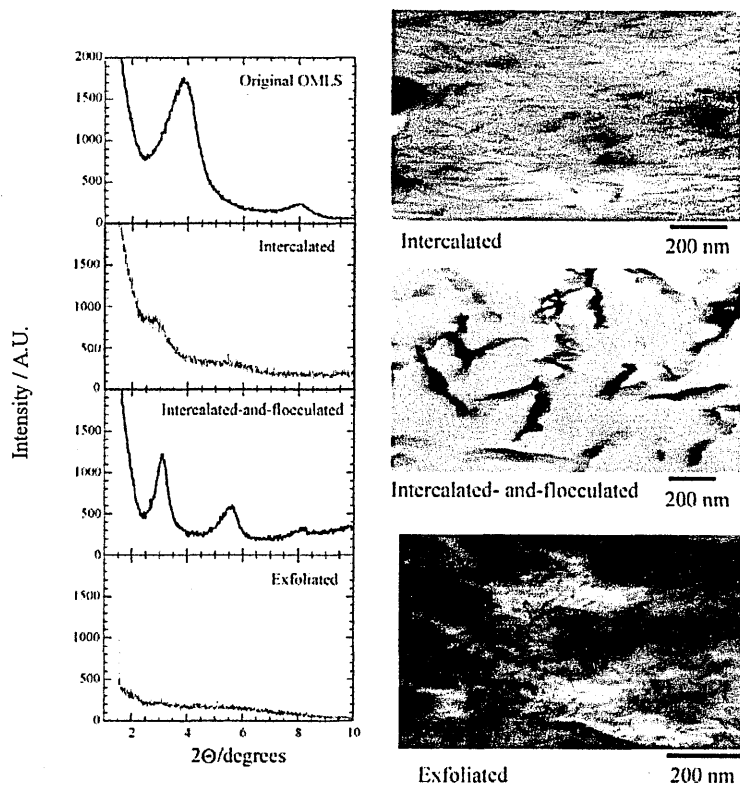 Intensity / A.U.
2000
1500
1000
500
0
Original OMLS
1500
1000
500
0
Intercalated
1500
1000
500
0
Intercalated-and-flocculated
1500
1000
500
0
Exfoliated
2 4 6 8 10
2Θ/degrees
Intercalated
200 nm
Intercalated- and-flocculated
200 nm
Exfoliated
200 nm